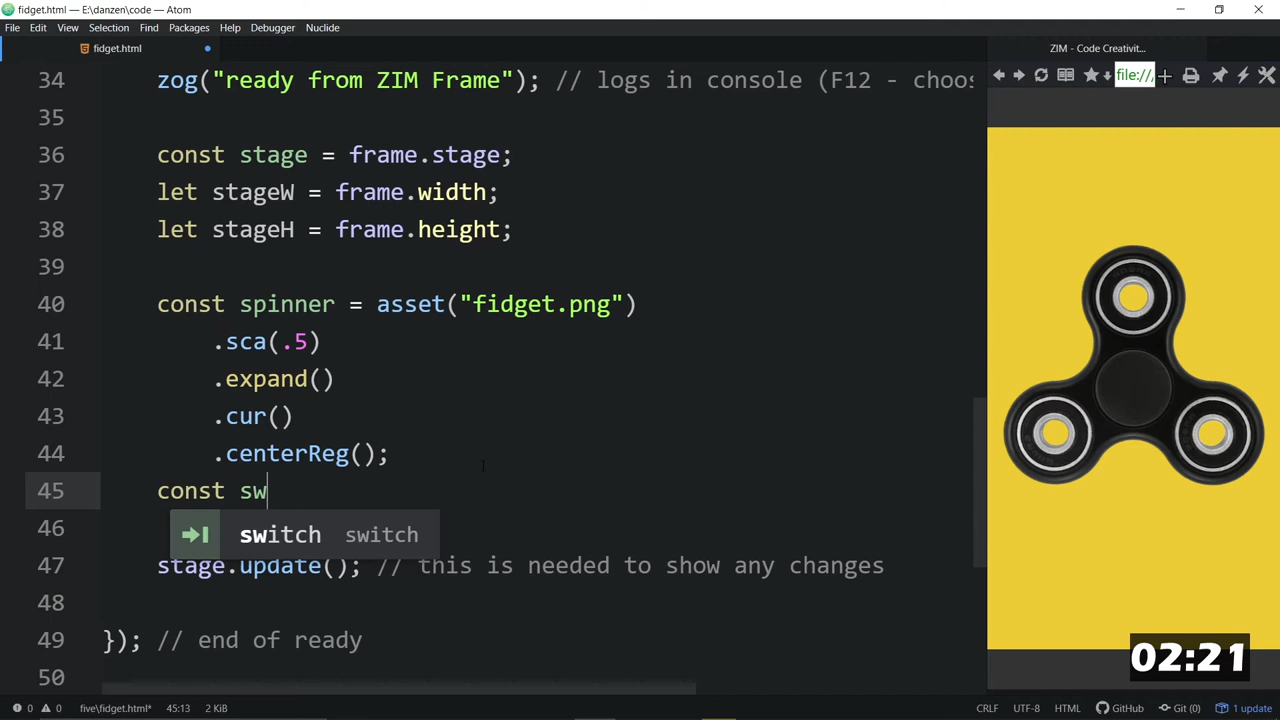 fidget.html — E:\danzen\code — Atom
File Edit View Selection Find Packages Help Debugger Nuclide
fidget.html
ZIM - Code Creativit...
file://
34 zog("ready from ZIM Frame"); // logs in console (F12 - choos
35
36 const stage = frame.stage;
37 let stageW = frame.width;
38 let stageH = frame.height;
39
40 const spinner = asset("fidget.png")
41 .sca(.5)
42 .expand()
43 .cur()
44 .centerReg();
45 const sw
switch switch
46
47 stage.update(); // this is needed to show any changes
48
49 }); // end of ready
50
02:21
0 0 five\fidget.html* 45:13 2 KiB CRLF UTF-8 HTML GitHub Git (0) 1 update